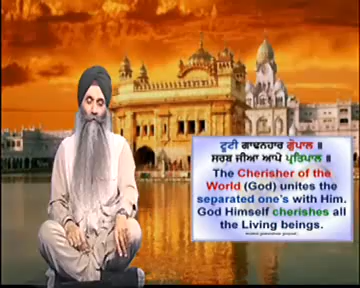 ਟੂਟੀ ਗਾਢਨਹਾਰ ਗੋੁਪਾਲ ॥
ਸਰਬ ਜੀਆ ਆਪੇ ਪ੍ਰਤਿਪਾਲ ॥
The Cherisher of the
World (God) unites the
separated one's with Him.
God Himself cherishes all
the Living beings.